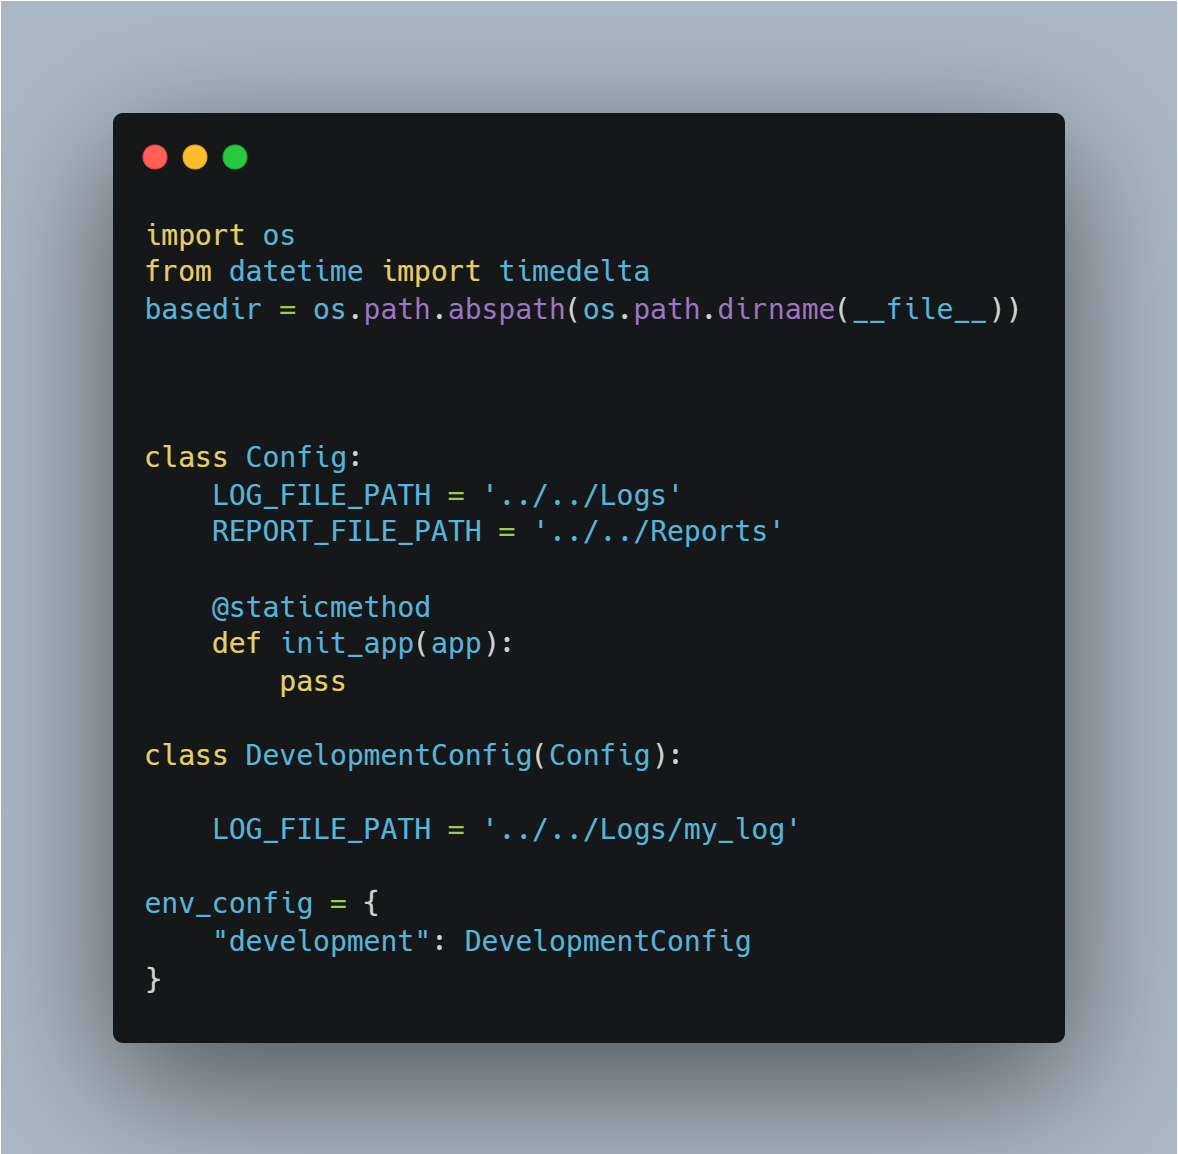 import os
from datetime import timedelta
basedir = os.path.abspath(os.path.dirname(__file__))
class Config:
    LOG_FILE_PATH = '../../Logs'
    REPORT_FILE_PATH = '../../Reports'
    @staticmethod
    def init_app(app):
        pass
class DevelopmentConfig(Config):
    LOG_FILE_PATH = '../../Logs/my_log'
env_config = {
    "development": DevelopmentConfig
}